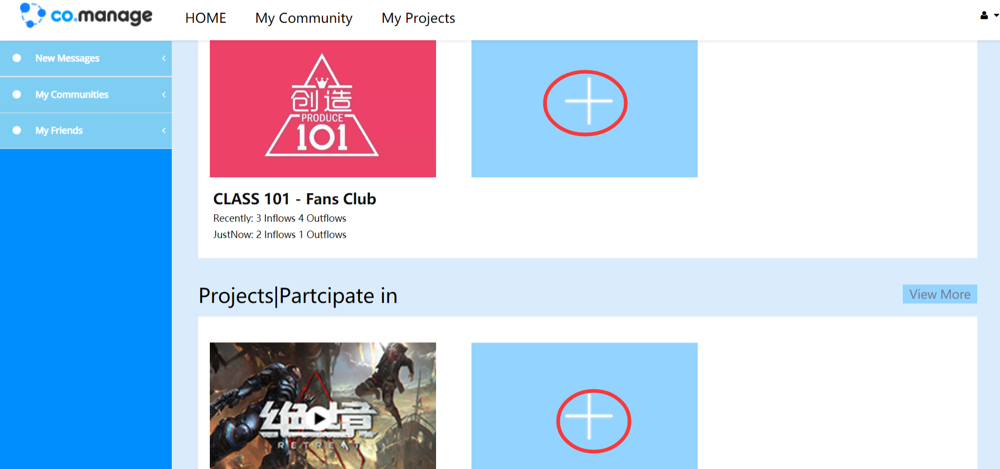 co.manage
HOME
My Community
My Projects
New Messages
My Communities
My Friends
创造
PRODUCE
101
CLASS 101 - Fans Club
Recently: 3 Inflows 4 Outflows
JustNow: 2 Inflows 1 Outflows
Projects|Partcipate in
View More
绝境
RETREAT